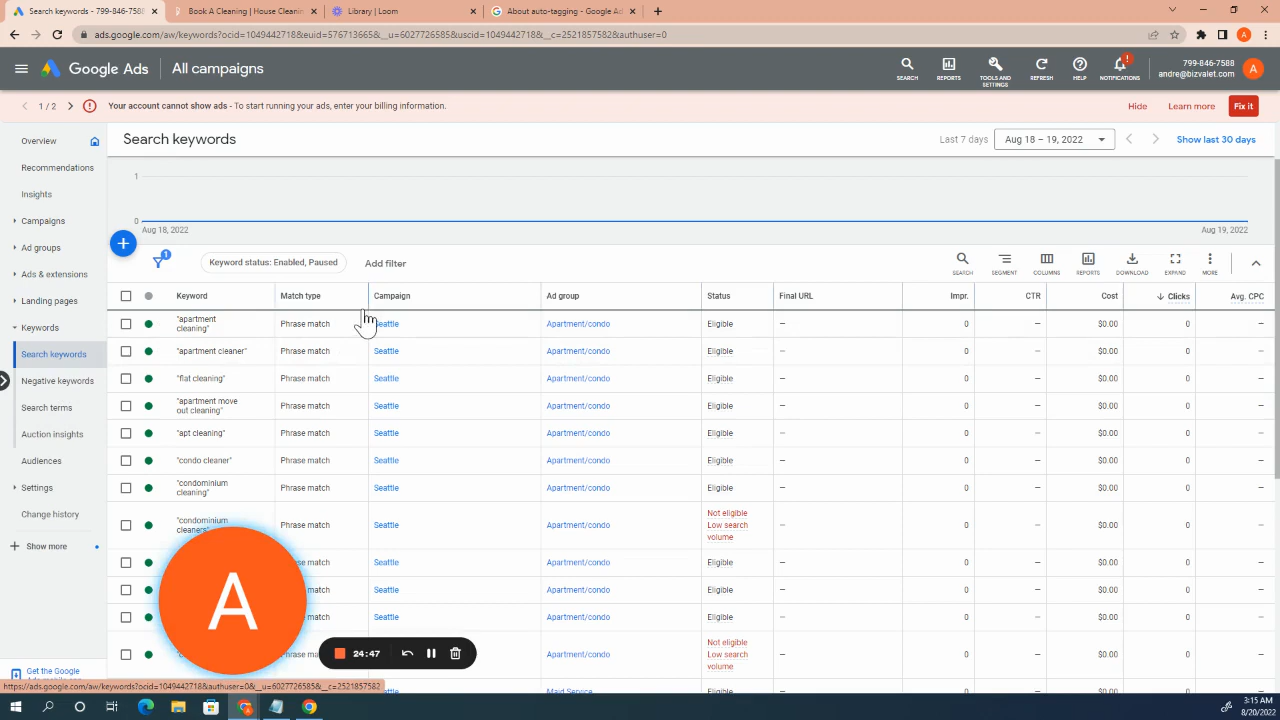 Search keywords - 799-846-7588
Book A Cleaning | House Cleanin
Library | Loom
About auto-tagging - Google Ads
ads.google.com/aw/keywords?ocid=1049442718&euid=576713665&__u=6027726585&uscid=1049442718&__c=2521857582&authuser=0
A
Google Ads
All campaigns
SEARCH
REPORTS
TOOLS AND
SETTINGS
REFRESH
HELP
!
NOTIFICATIONS
799-846-7588
andre@bizvalet.com
A
1 / 2
Your account cannot show ads - To start running your ads, enter your billing information.
Hide
Learn more
Fix it
Overview
Recommendations
Insights
Campaigns
Ad groups
Ads & extensions
Landing pages
Keywords
Search keywords
Negative keywords
Search terms
Auction insights
Audiences
Settings
Change history
Show more
Get the Google
Search keywords
Last 7 days
Aug 18 – 19, 2022
Show last 30 days
1
0
Aug 18, 2022
Aug 19, 2022
1
Keyword status: Enabled, Paused
Add filter
SEARCH
SEGMENT
COLUMNS
REPORTS
DOWNLOAD
EXPAND
MORE
Keyword Match type Campaign Ad group Status Final URL Impr. CTR Cost Clicks Avg. CPC
"apartment
cleaning" Phrase match Seattle Apartment/condo Eligible — 0 — $0.00 0 —
"apartment cleaner" Phrase match Seattle Apartment/condo Eligible — 0 — $0.00 0 —
"flat cleaning" Phrase match Seattle Apartment/condo Eligible — 0 — $0.00 0 —
"apartment move
out cleaning" Phrase match Seattle Apartment/condo Eligible — 0 — $0.00 0 —
"apt cleaning" Phrase match Seattle Apartment/condo Eligible — 0 — $0.00 0 —
"condo cleaner" Phrase match Seattle Apartment/condo Eligible — 0 — $0.00 0 —
"condominium
cleaning" Phrase match Seattle Apartment/condo Eligible — 0 — $0.00 0 —
"condominium
cleaners" Phrase match Seattle Apartment/condo Not eligible
Low search
volume — 0 — $0.00 0 —
match Seattle Apartment/condo Eligible — 0 — $0.00 0 —
match Seattle Apartment/condo Eligible — 0 — $0.00 0 —
match Seattle Apartment/condo Eligible — 0 — $0.00 0 —
match Seattle Apartment/condo Not eligible
Low search
volume — 0 — $0.00 0 —
Seattle Maid Service
A
24:47
https://ads.google.com/aw/keywords?ocid=1049442718&authuser=0&__u=6027726585&__c=2521857582
3:15 AM
8/20/2022